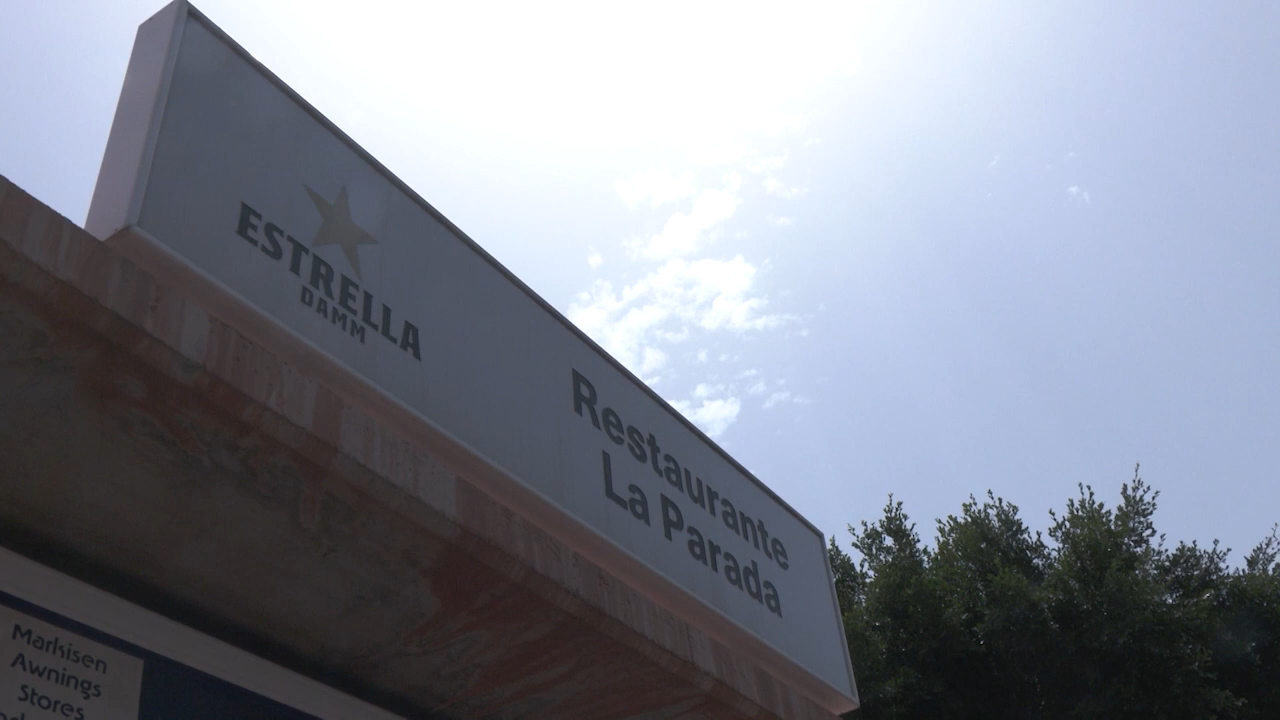 ESTRELLA
DAMM
Restaurante
La Parada
Markisen
Awnings
Stores